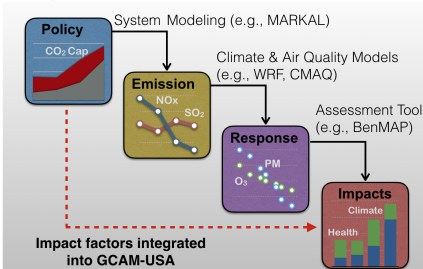 Policy
System Modeling (e.g., MARKAL)
CO2 Cap
Emission
NOx
SO2
Climate & Air Quality Models
(e.g., WRF, CMAQ)
Response
PM
O3
Assessment Tool
(e.g., BenMAP)
Impacts
Climate
Health
Impact factors integrated
into GCAM-USA